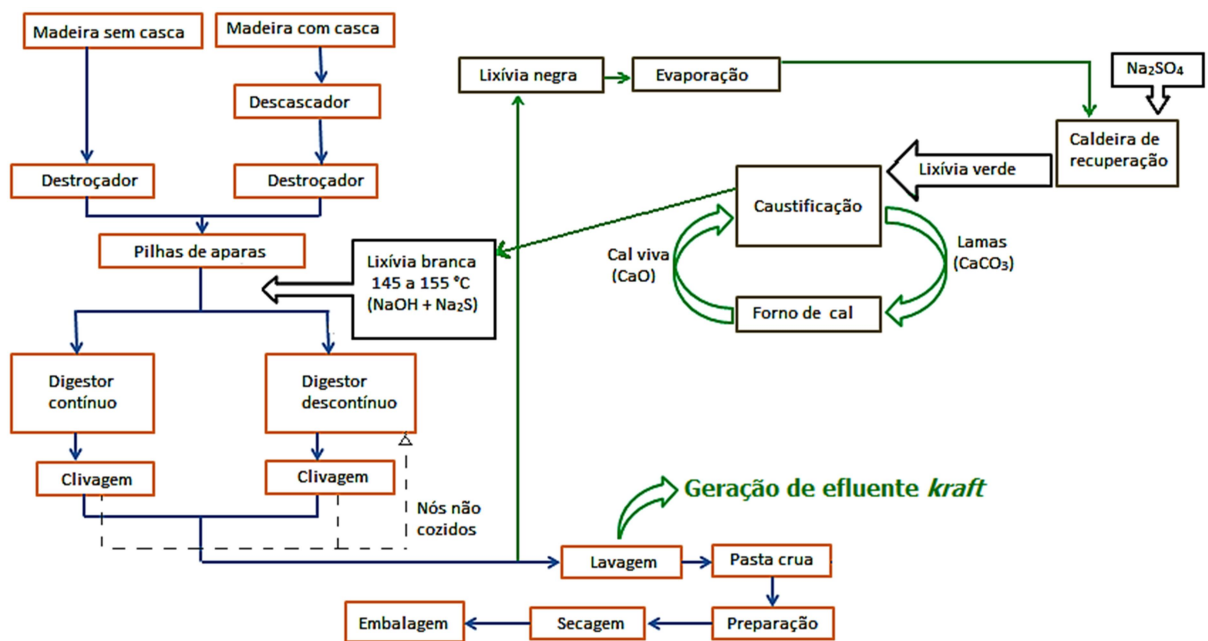 Madeira sem casca
Madeira com casca
Descascador
Destroçador
Destroçador
Pilhas de aparas
Lixívia branca
145 a 155 °C
(NaOH + Na₂S)
Digestor
contínuo
Digestor
descontínuo
Clivagem
Clivagem
Nós não
cozidos
Lixívia negra
Evaporação
Na₂SO₄
Caldeira de
recuperação
Lixívia verde
Caustificação
Cal viva
(CaO)
Lamas
(CaCO₃)
Forno de cal
Geração de efluente kraft
Lavagem
Pasta crua
Preparação
Secagem
Embalagem